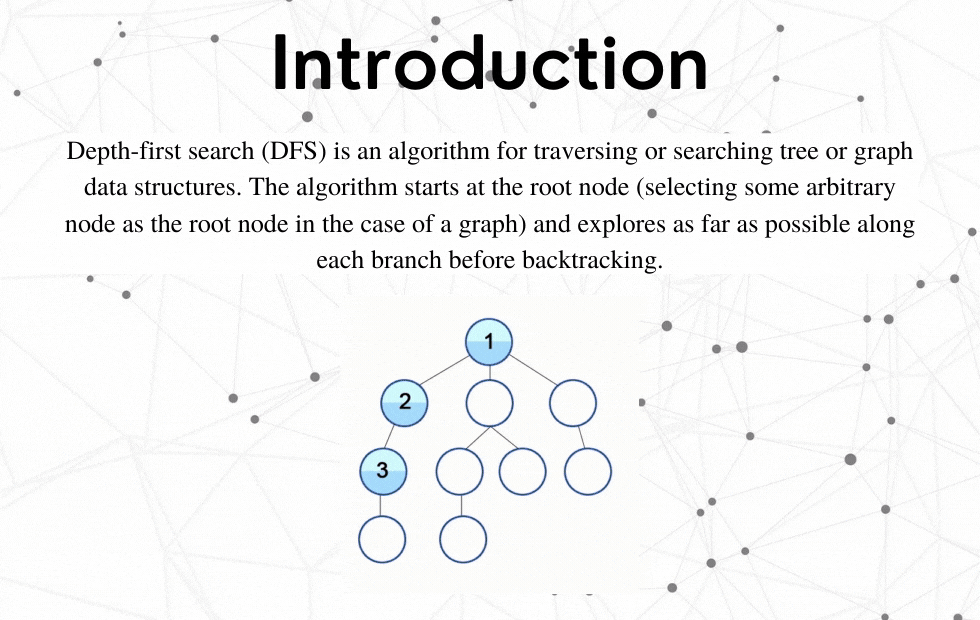 Introduction
Depth-first search (DFS) is an algorithm for traversing or searching tree or graph
data structures. The algorithm starts at the root node (selecting some arbitrary
node as the root node in the case of a graph) and explores as far as possible along
each branch before backtracking.
1
2
3